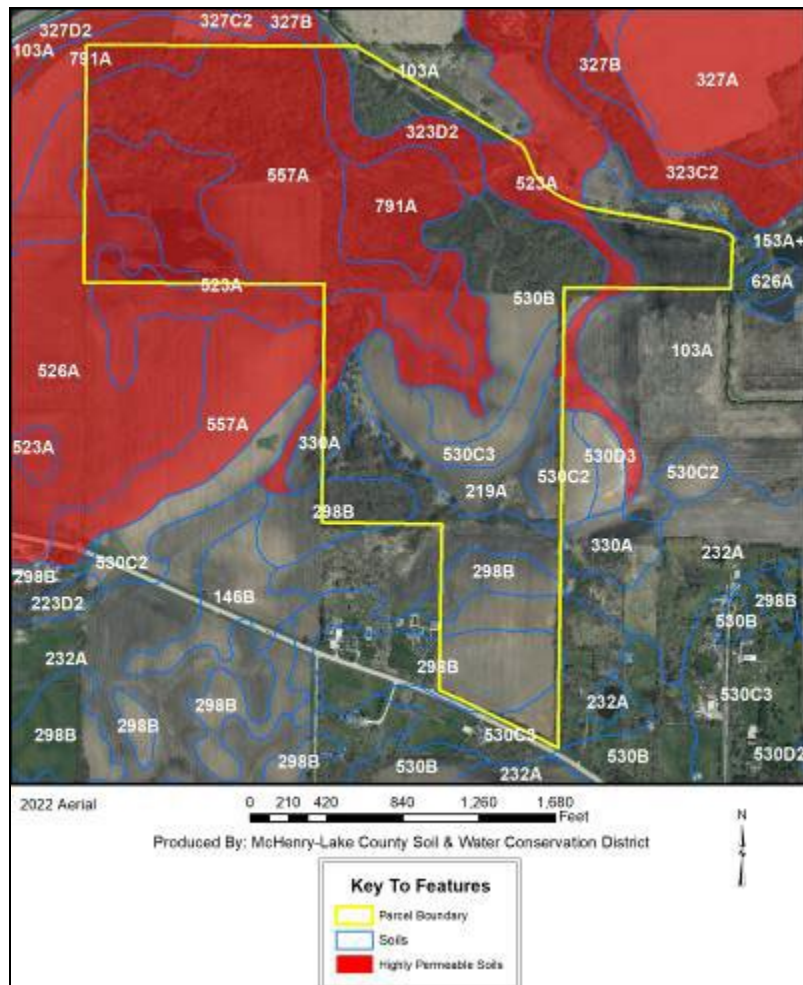 327D2
327C2
327B
103A
791A
103A
327B
327A
323D2
557A
791A
523A
323C2
153A+
626A
523A
530B
103A
526A
557A
523A
330A
530C3
530C2
530D3
530C2
219A
298B
330A
232A
530C2
298B
298B
223D2
146B
298B
530B
232A
298B
232A
530C3
298B
298B
298B
530C3
298B
530B
232A
530B
530D2
2022 Aerial
0 210 420 840 1,260 1,680
Feet
N
Produced By: McHenry-Lake County Soil & Water Conservation District
Key To Features
Parcel Boundary
Soils
Highly Permeable Soils